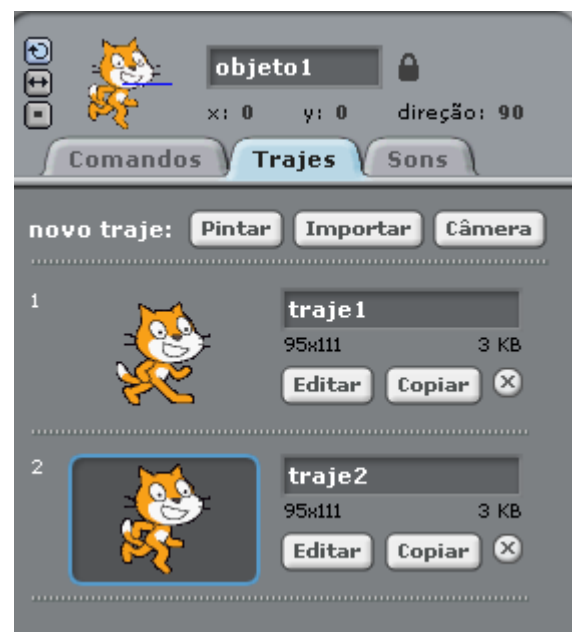 objeto1
x: 0 y: 0 direção: 90
Comandos Trajes Sons
novo traje: Pintar Importar Câmera
1
traje1
95x111 3 KB
Editar Copiar
2
traje2
95x111 3 KB
Editar Copiar